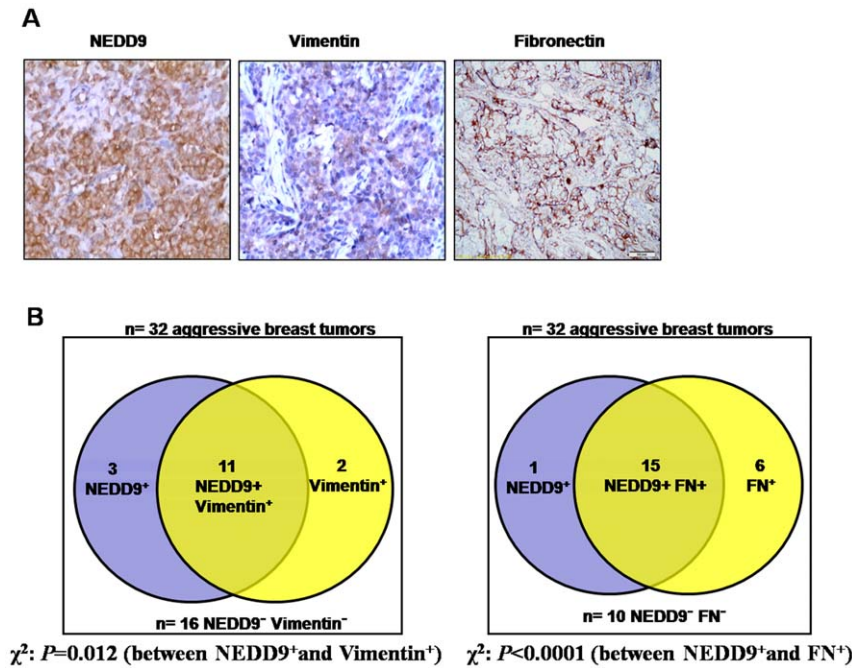 A
NEDD9 Vimentin Fibronectin
B
n= 32 aggressive breast tumors
3
NEDD9⁺
11
NEDD9+
Vimentin⁺
2
Vimentin⁺
n= 16 NEDD9⁻ Vimentin⁻
χ²: P=0.012 (between NEDD9⁺and Vimentin⁺)
n= 32 aggressive breast tumors
1
NEDD9⁺
15
NEDD9+ FN+
6
FN⁺
n= 10 NEDD9⁻ FN⁻
χ²: P<0.0001 (between NEDD9⁺and FN⁺)